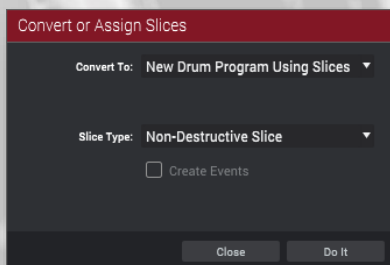 Convert or Assign Slices
Convert To: New Drum Program Using Slices
Slice Type: Non-Destructive Slice
Create Events
Close Do It